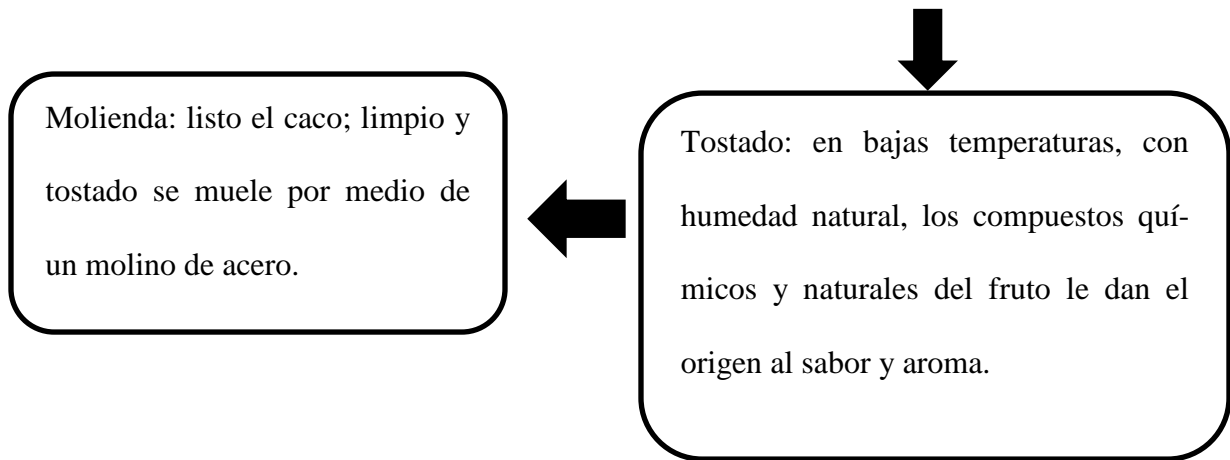 Molienda: listo el caco; limpio y
tostado se muele por medio de
un molino de acero.
Tostado: en bajas temperaturas, con
humedad natural, los compuestos quí-
micos y naturales del fruto le dan el
origen al sabor y aroma.